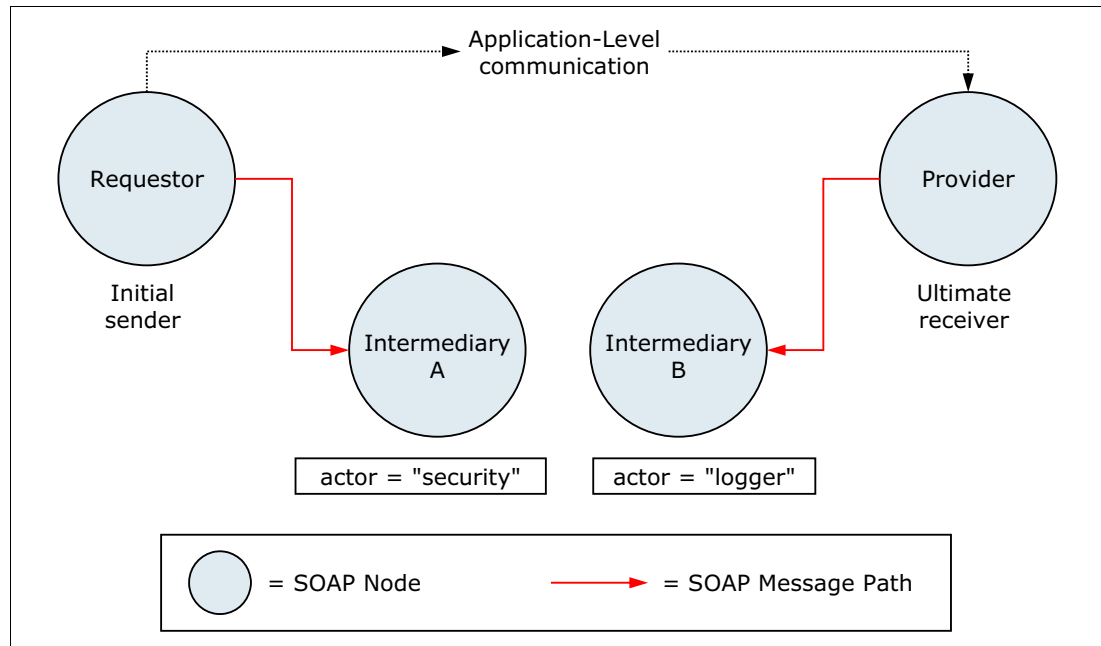 Application-Level
communication
Requestor
Provider
Initial
sender
Ultimate
receiver
Intermediary
A
Intermediary
B
actor = "security"
actor = "logger"
= SOAP Node
= SOAP Message Path